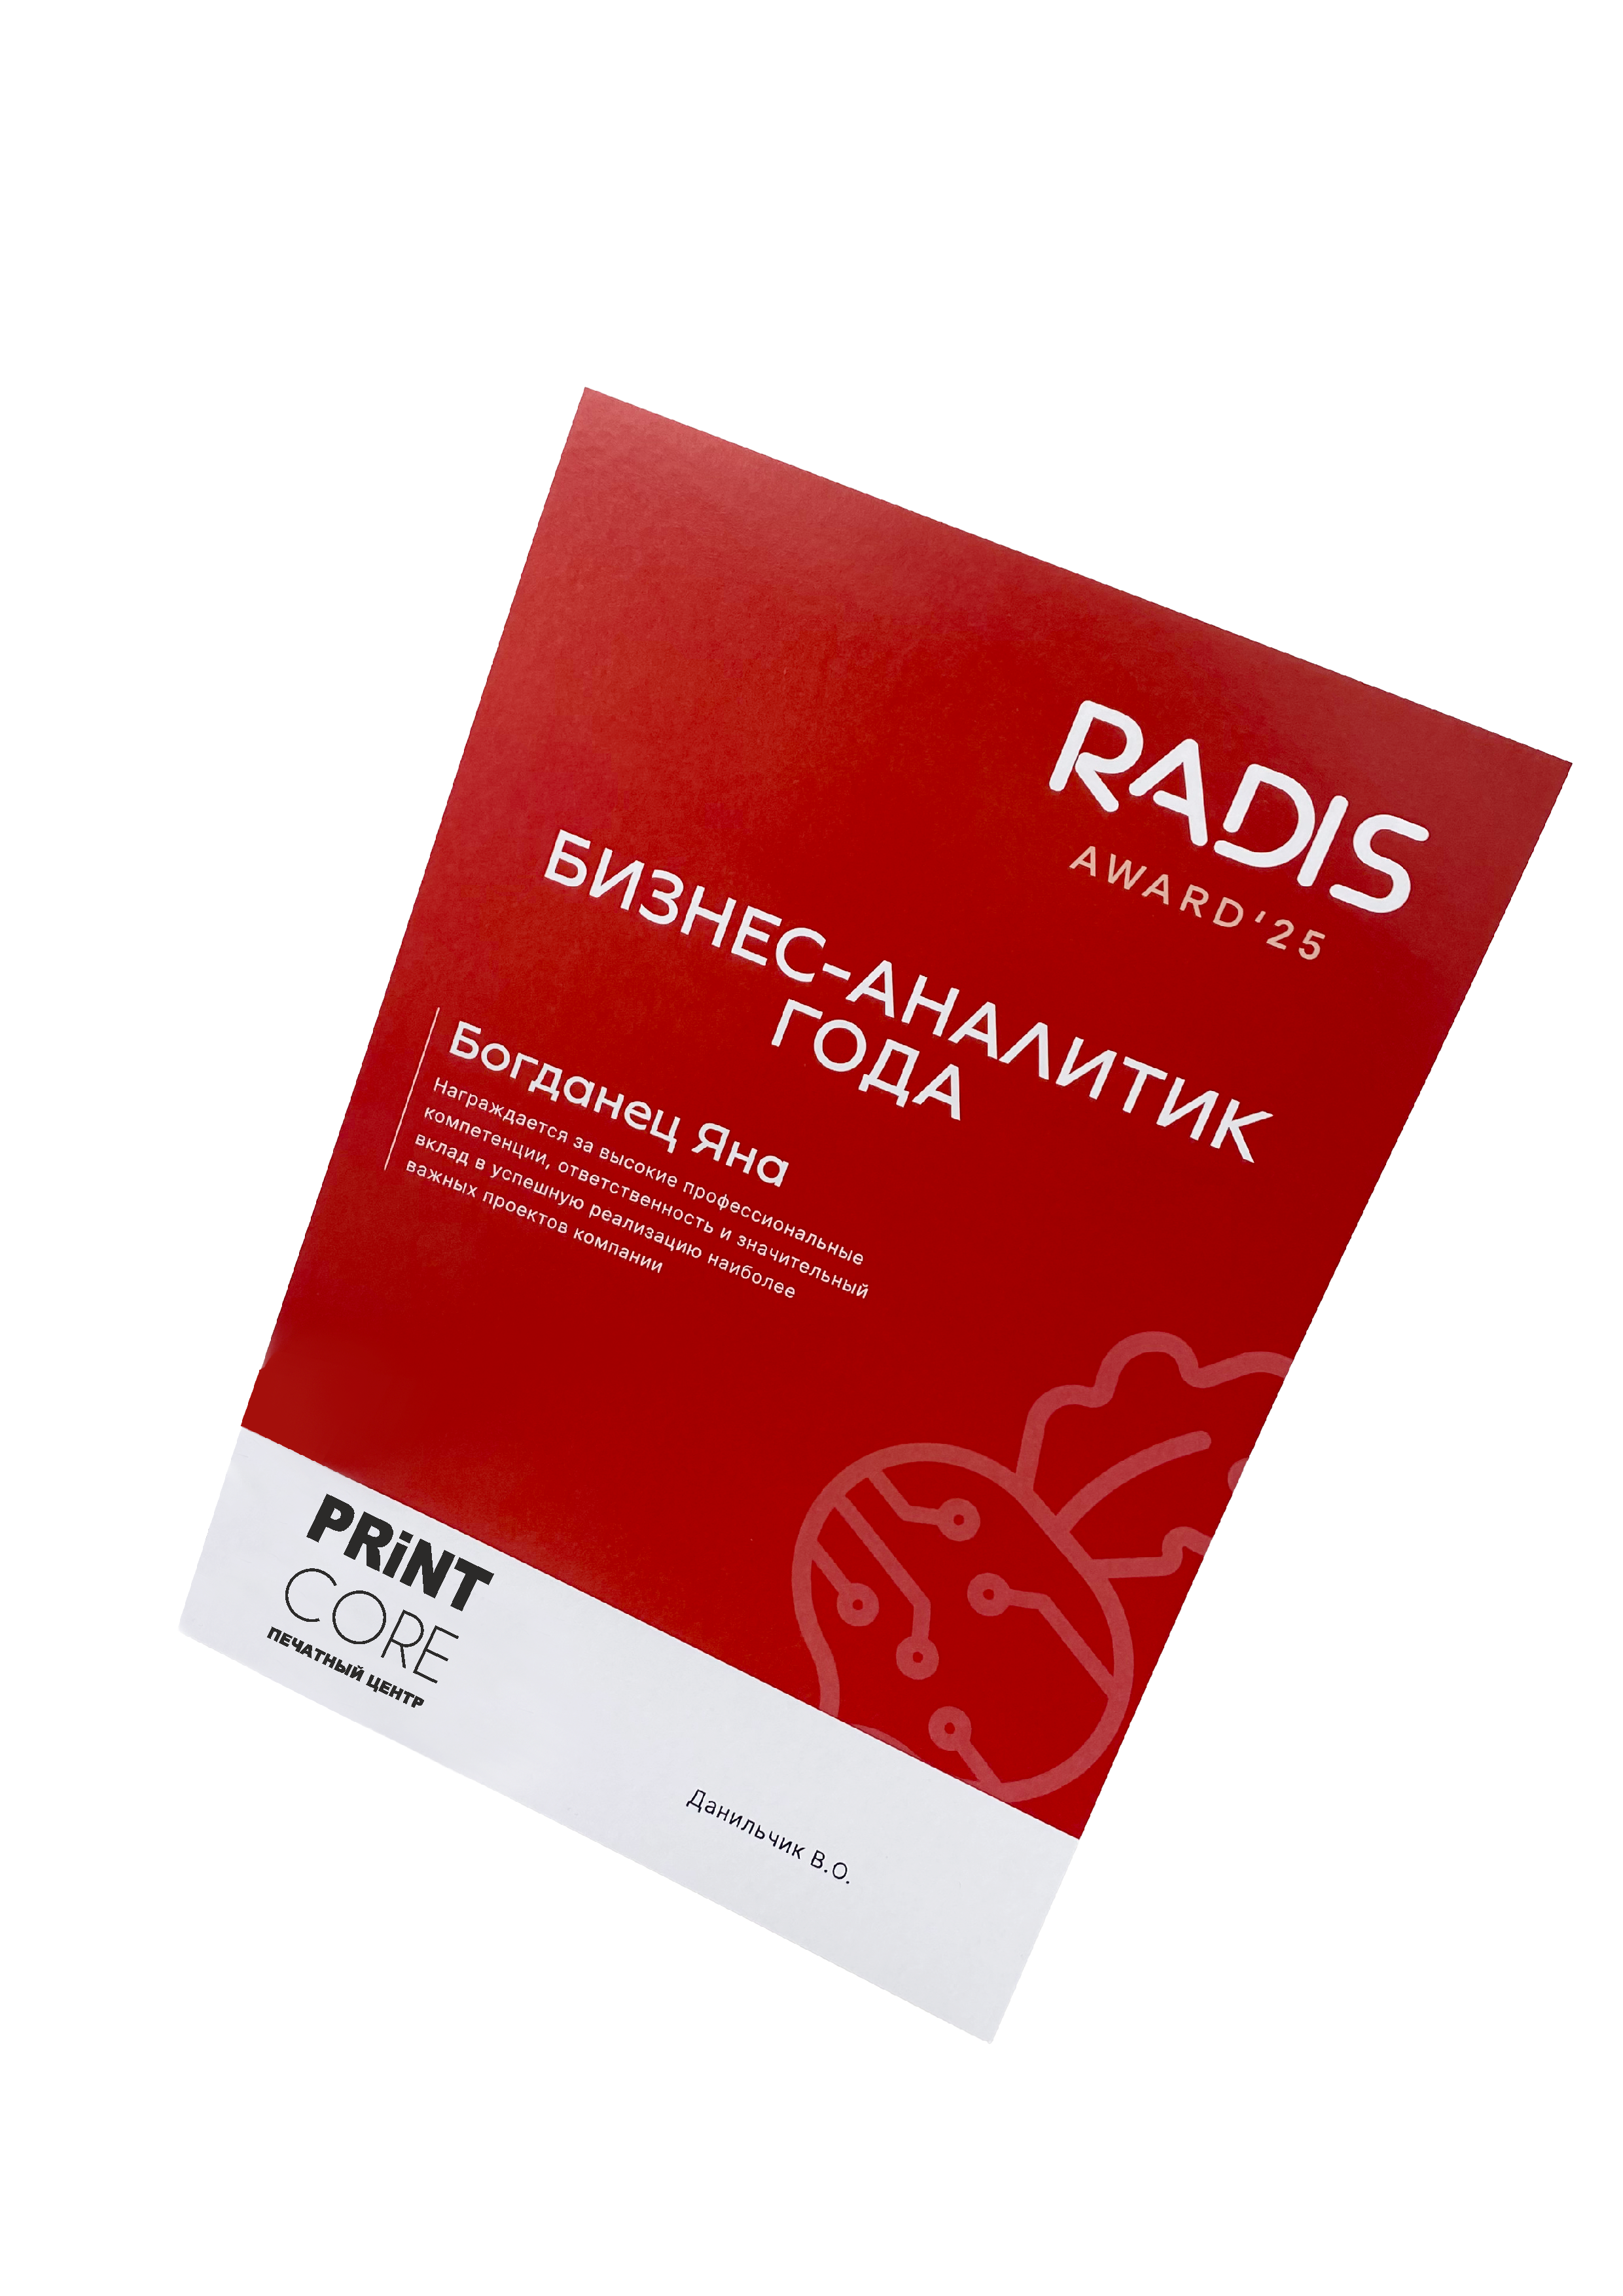 RADIS
AWARD'25
БИЗНЕС-АНАЛИТИК
ГОДА
Богданец Яна
Награждается за высокие профессиональные
компетенции, ответственность и значительный
вклад в успешную реализацию наиболее
важных проектов компании
PRiNT
CORE
ПЕЧАТНЫЙ ЦЕНТР
Данильчик В.О.